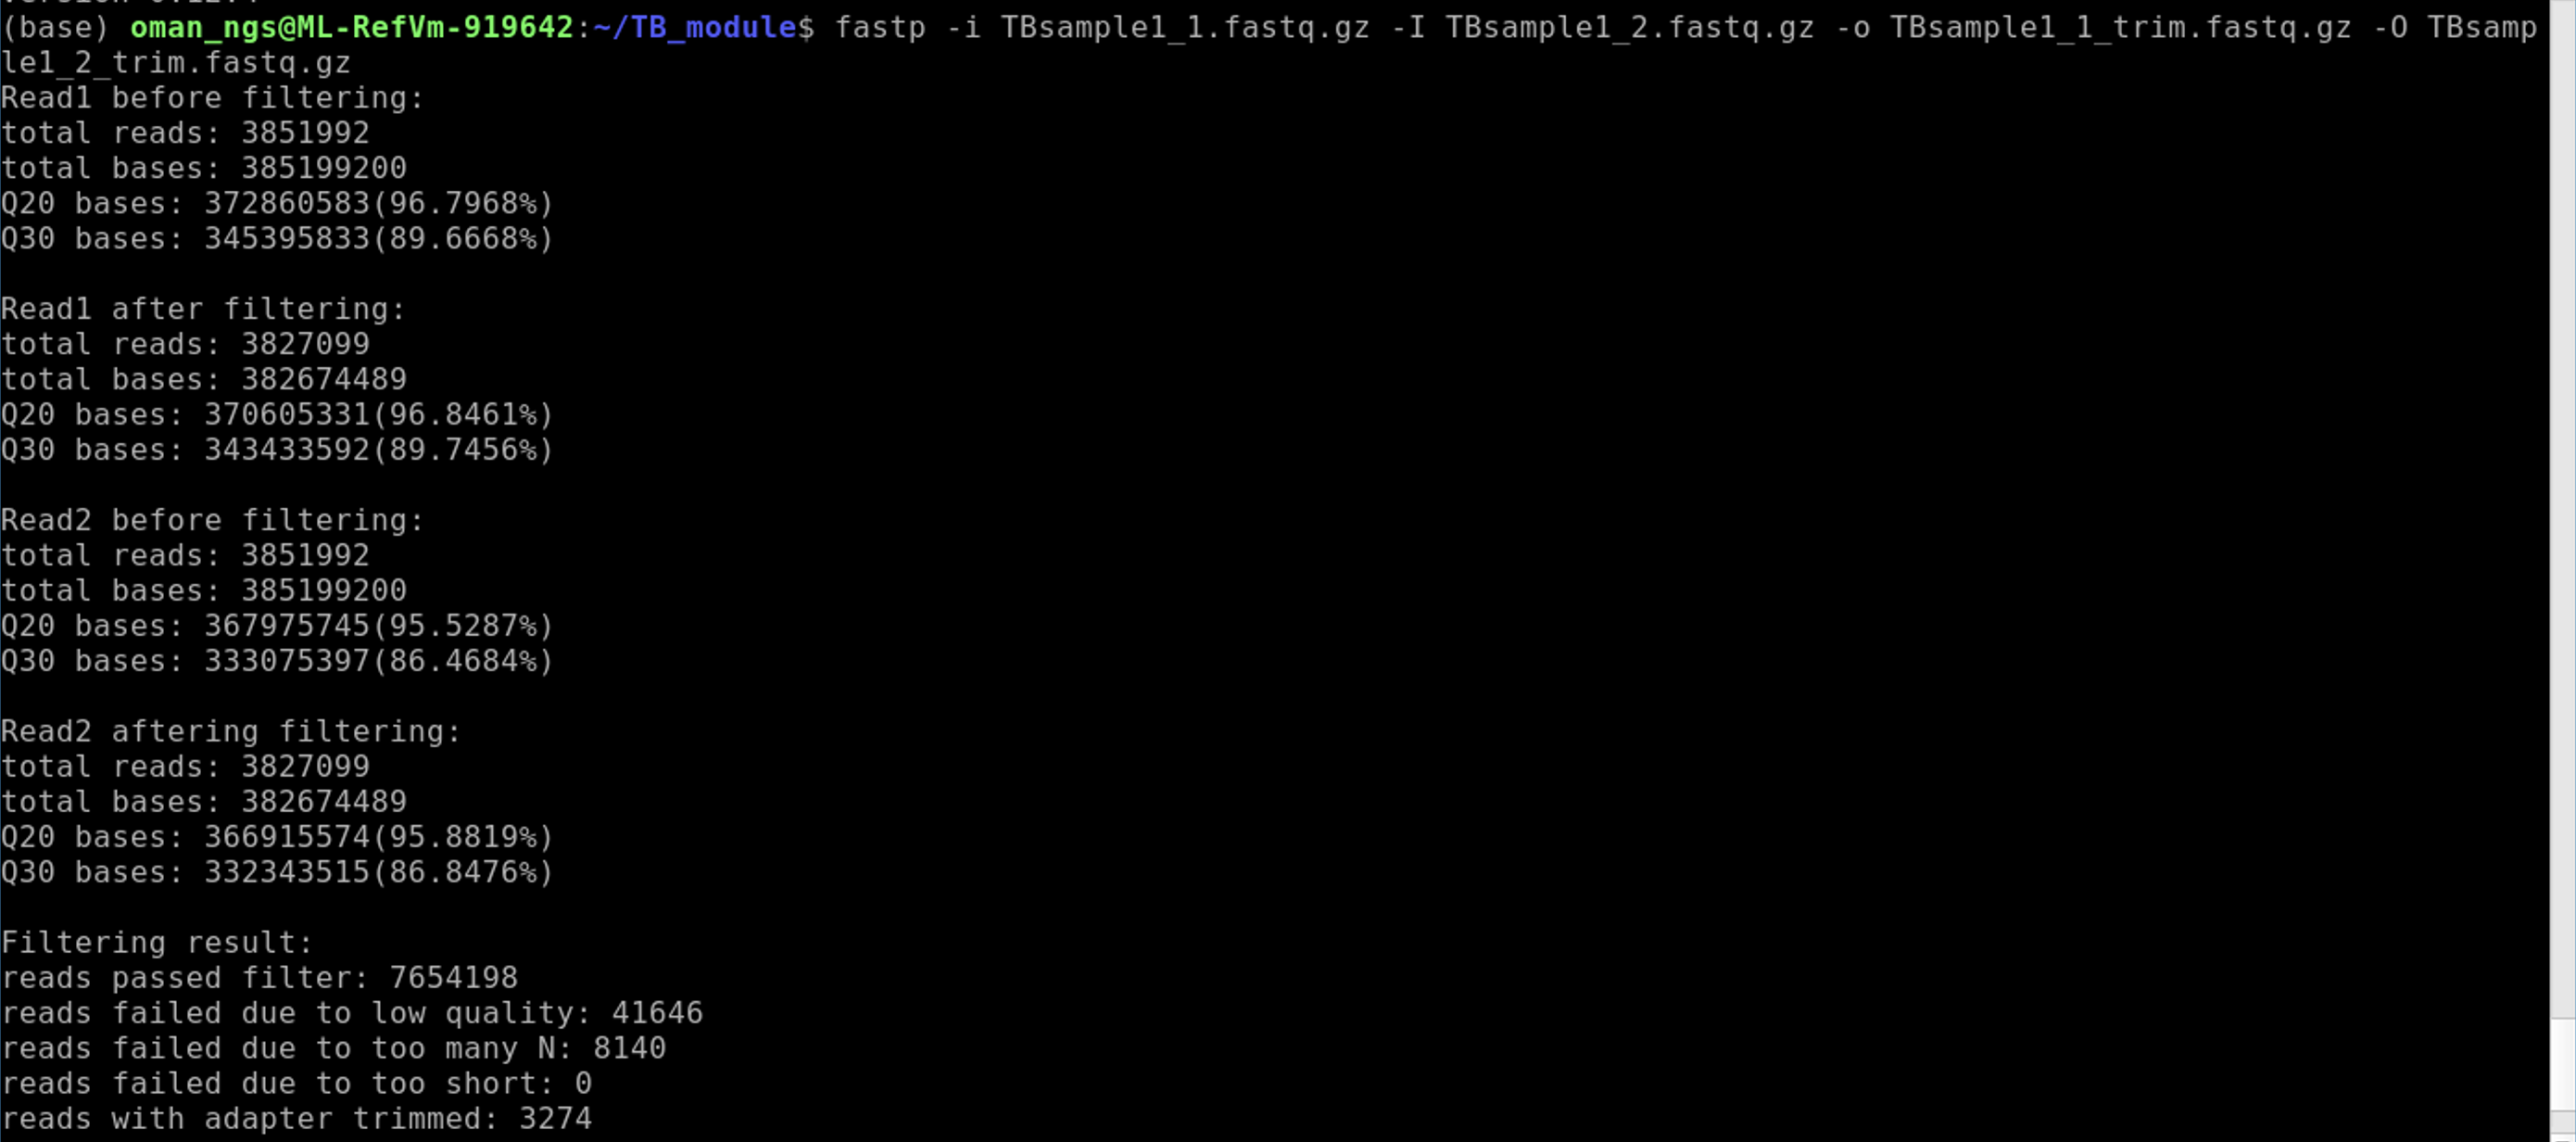 (base) oman_ngs@ML-RefVm-919642:~/TB_module$ fastp -i TBsample1_1.fastq.gz -I TBsample1_2.fastq.gz -o TBsample1_1_trim.fastq.gz -O TBsamp
le1_2_trim.fastq.gz
Read1 before filtering:
total reads: 3851992
total bases: 385199200
Q20 bases: 372860583(96.7968%)
Q30 bases: 345395833(89.6668%)
Read1 after filtering:
total reads: 3827099
total bases: 382674489
Q20 bases: 370605331(96.8461%)
Q30 bases: 343433592(89.7456%)
Read2 before filtering:
total reads: 3851992
total bases: 385199200
Q20 bases: 367975745(95.5287%)
Q30 bases: 333075397(86.4684%)
Read2 aftering filtering:
total reads: 3827099
total bases: 382674489
Q20 bases: 366915574(95.8819%)
Q30 bases: 332343515(86.8476%)
Filtering result:
reads passed filter: 7654198
reads failed due to low quality: 41646
reads failed due to too many N: 8140
reads failed due to too short: 0
reads with adapter trimmed: 3274